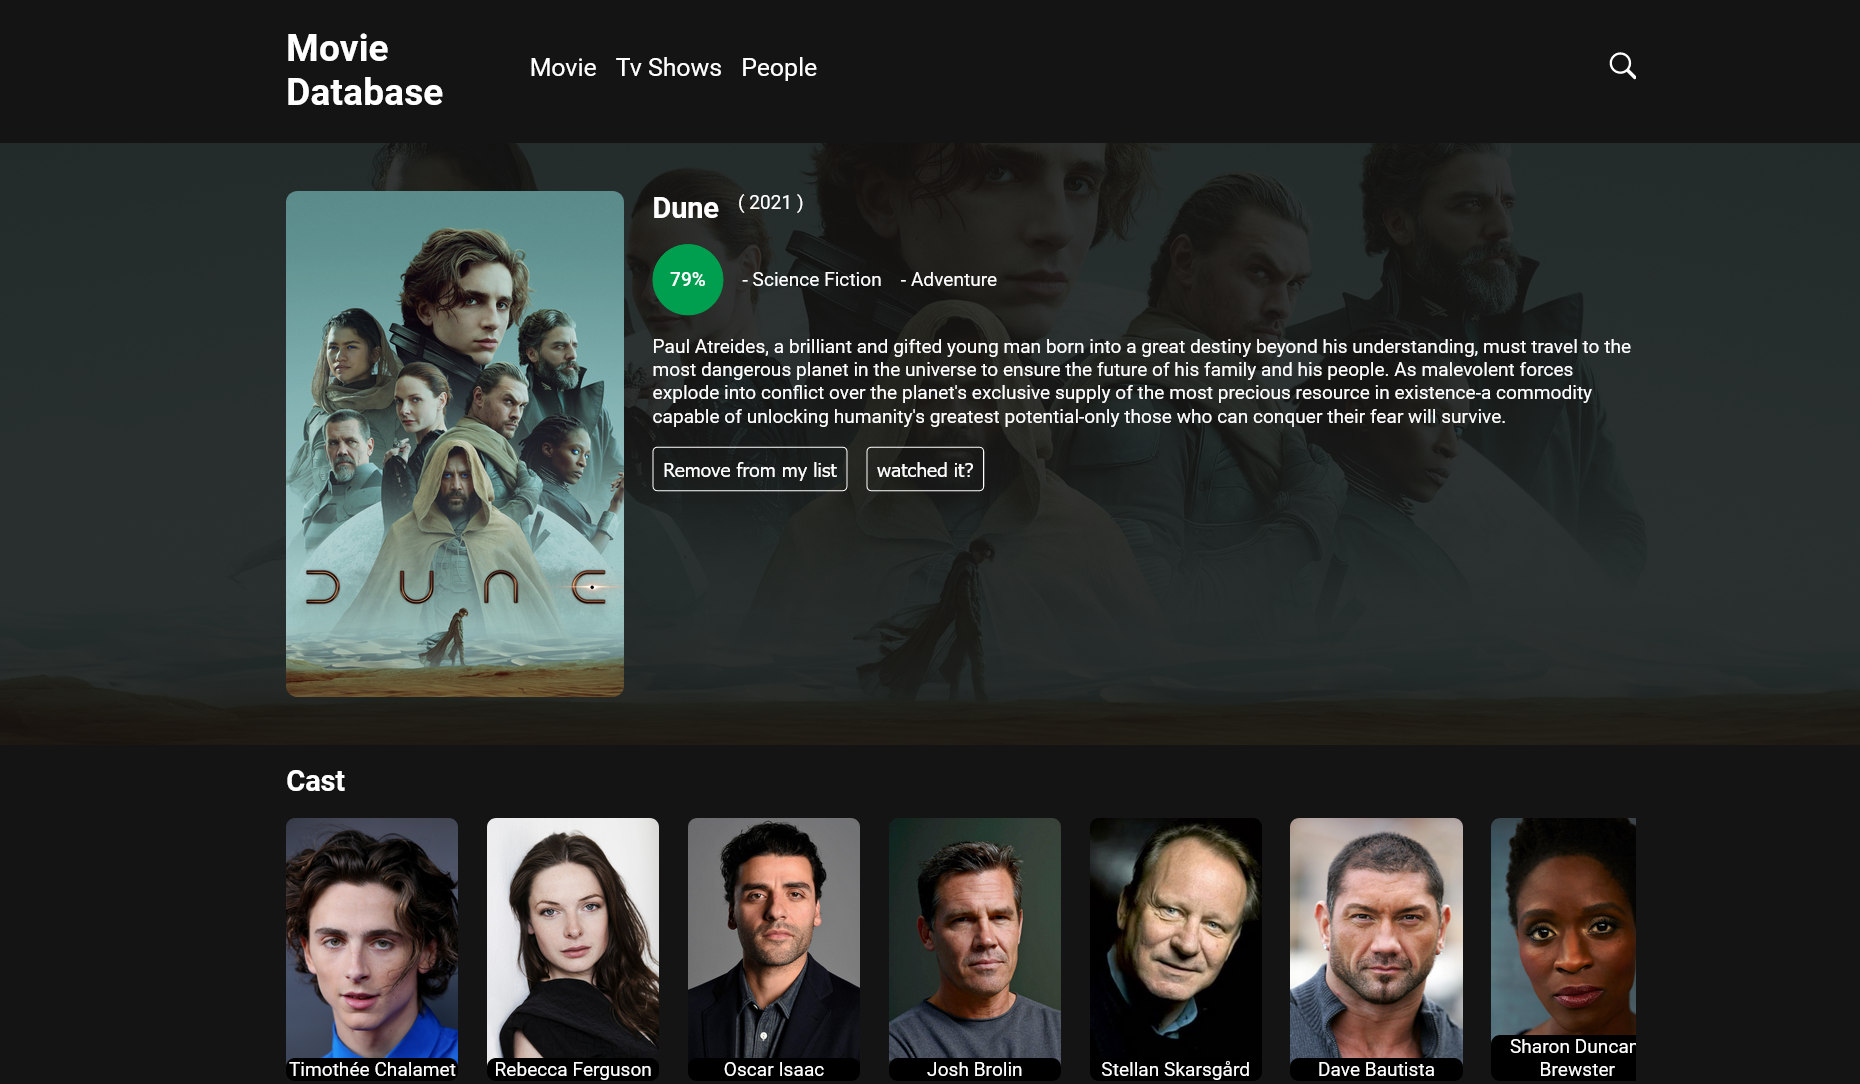 Movie
Database
Movie Tv Shows People
Dune ( 2021 )
79% - Science Fiction - Adventure
Paul Atreides, a brilliant and gifted young man born into a great destiny beyond his understanding, must travel to the
most dangerous planet in the universe to ensure the future of his family and his people. As malevolent forces
explode into conflict over the planet's exclusive supply of the most precious resource in existence-a commodity
capable of unlocking humanity's greatest potential-only those who can conquer their fear will survive.
Remove from my list watched it?
DUNE
Cast
Timothée Chalamet
Rebecca Ferguson
Oscar Isaac
Josh Brolin
Stellan Skarsgård
Dave Bautista
Sharon Duncan
Brewster